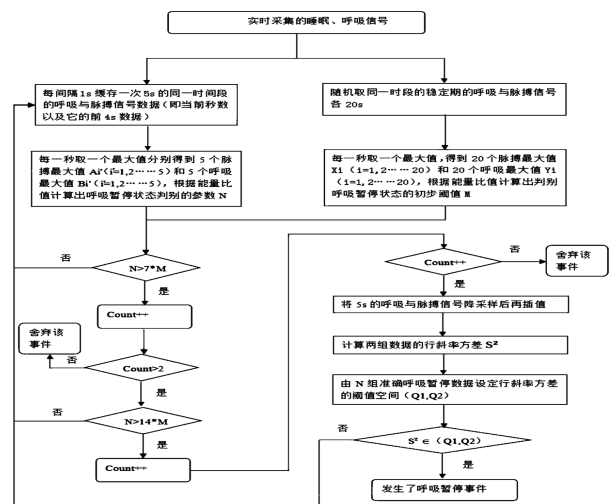 实时采集的睡眠、呼吸信号
每间隔1s缓存一次5s的同一时间段
的呼吸与脉搏信号数据（即当前秒数
以及它的前4s数据）
随机取同一时段的稳定期的呼吸与脉搏信号
各20s
每一秒取一个最大值分别得到5个脉
搏最大值Ai'(i'=1,2……5)和5个呼吸
最大值Bi'(i'=1,2……5)，根据能量比
值计算出呼吸暂停状态判别的参数N
每一秒取一个最大值,得到20个脉搏最大值
Xi（i=1,2……20）和20个呼吸最大值Yi
（i=1,2……20），根据能量比值计算出判别
呼吸暂停状态的初步阈值M
否
N>7*M
是
Count++
舍弃该
事件
否
Count>2
是
否
N>14*M
是
Count++
Count++
否
舍弃该
事件
是
将5s的呼吸与脉搏信号降采样后再插值
计算两组数据的行斜率方差S²
由N组准确呼吸暂停数据设定行斜率方差
的阈值空间（Q1,Q2）
否
S²∈（Q1,Q2）
是
发生了呼吸暂停事件